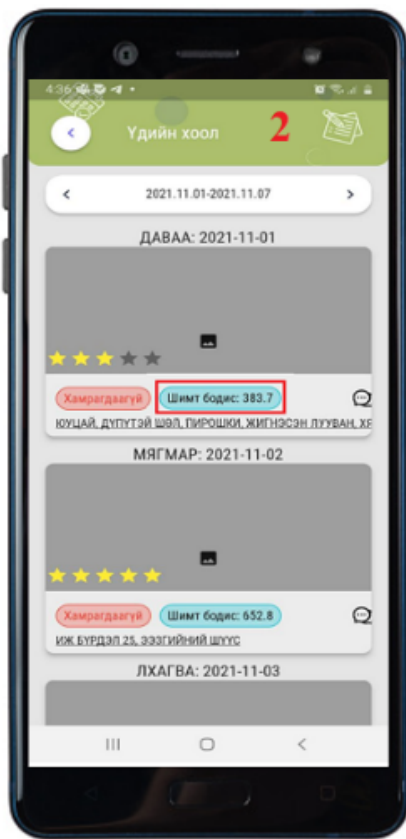 4:36
Үдийн хоол 2
2021.11.01-2021.11.07
ДАВАА: 2021-11-01
Хамрагдаагүй Шимт бодис: 383.7
ЮУЦАЙ, ДҮПҮТЭЙ ШӨЛ, ПИРОШКИ, ЖИГНЭСЭН ЛУУВАН, ХЯ
МЯГМАР: 2021-11-02
Хамрагдаагүй Шимт бодис: 652.8
ИЖ БҮРДЭЛ 25, ЭЭЗГИЙНИЙ ШҮҮС
ЛХАГВА: 2021-11-03